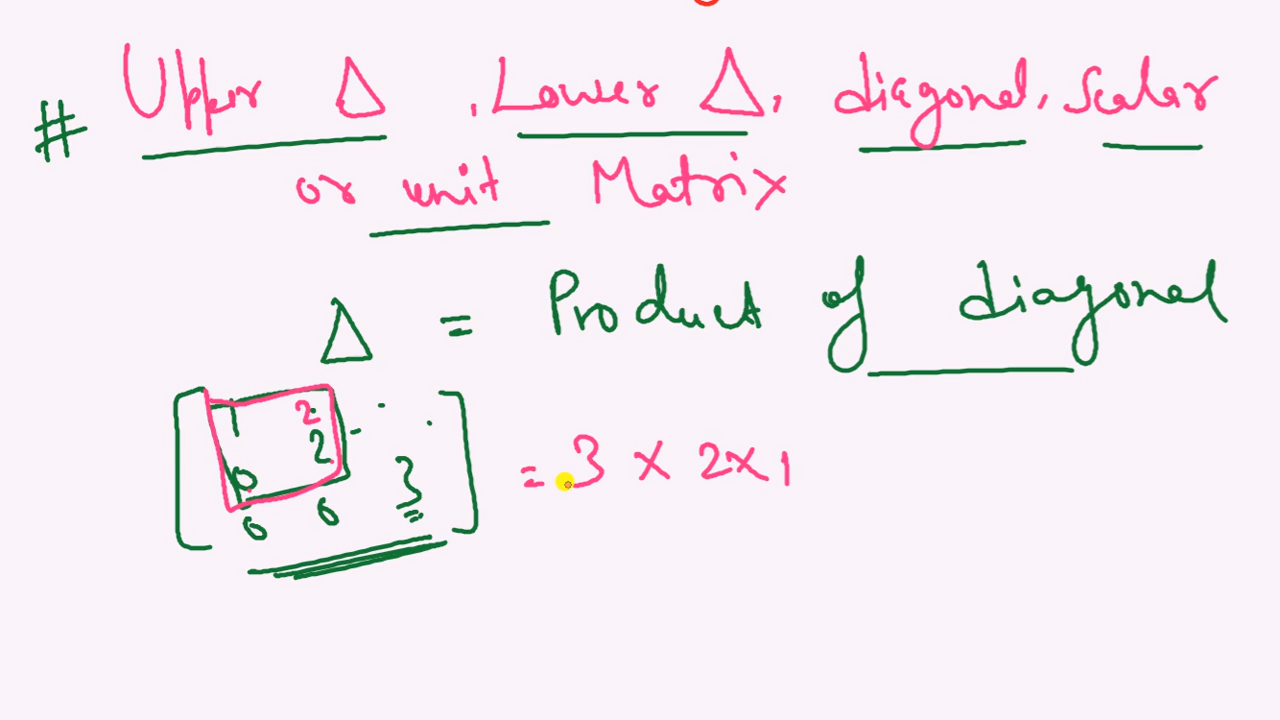 # Upper Δ, Lower Δ, diagonal, Scalar
or unit Matrix
Δ = Product of diagonal
1 2 . .
0 2 . = 3 × 2 × 1
0 0 3